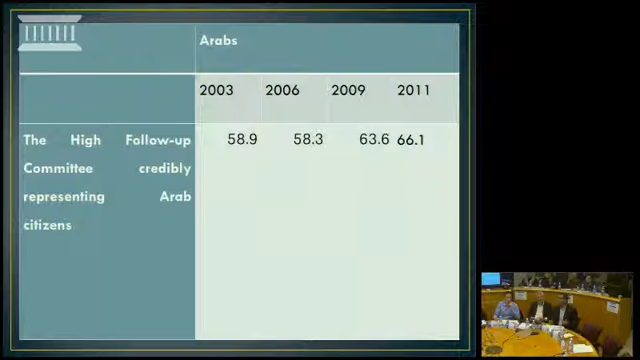 Arabs
2003 2006 2009 2011
The High Follow-up 58.9 58.3 63.6 66.1
Committee credibly
representing Arab
citizens